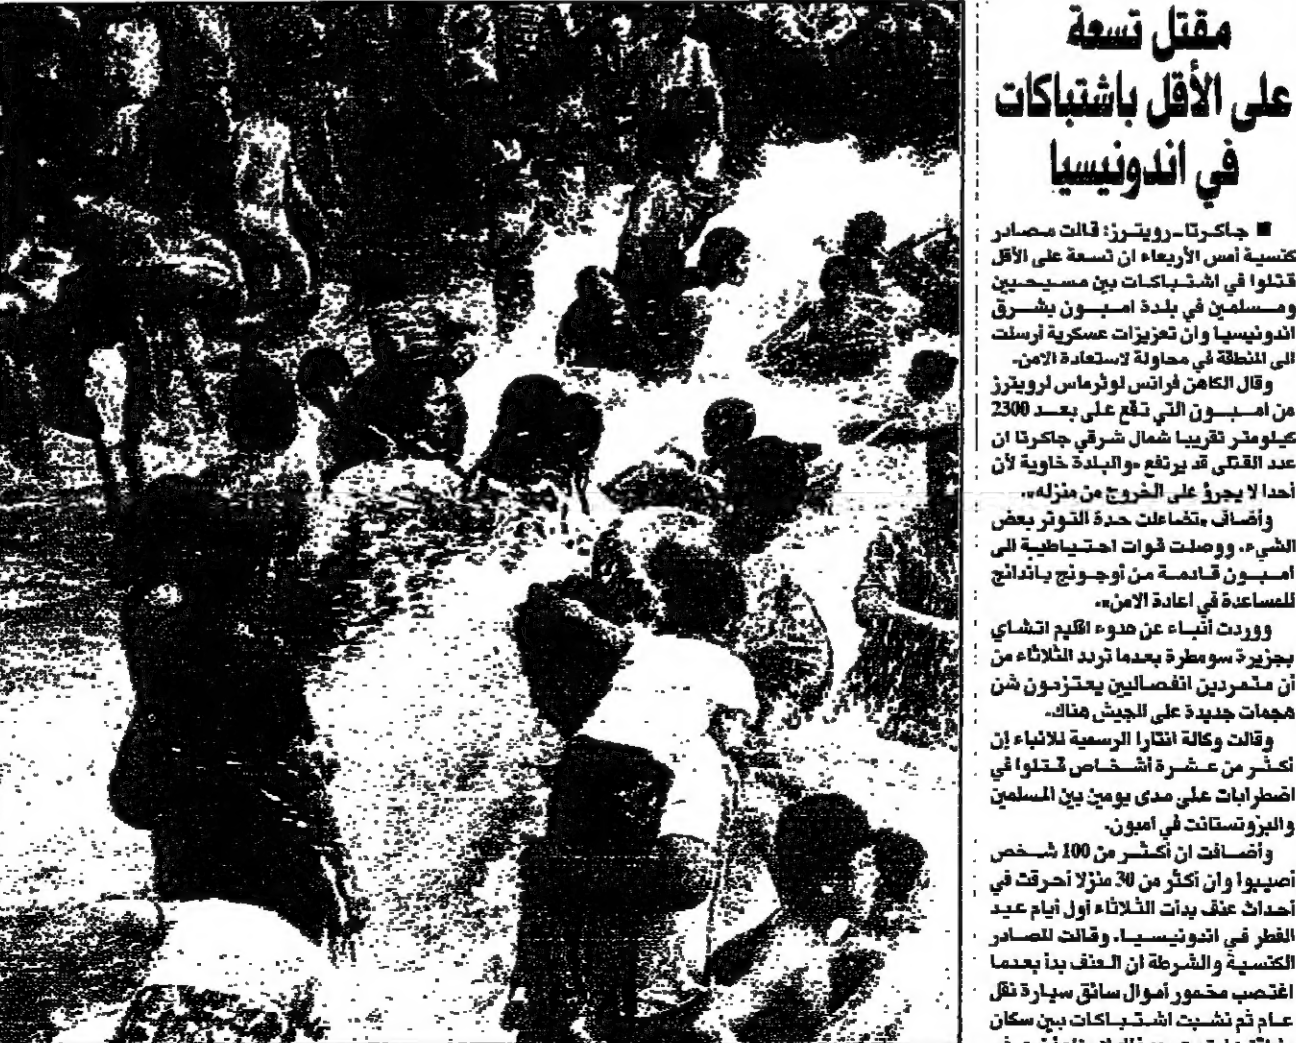 مقتل تسعة
على الأقل باشتباكات
في اندونيسيا
■ جاكرتا-رويترز: قالت مصادر
كنسية أمس الأربعاء ان تسعة على الأقل
قتلوا في اشتباكات بين مسيحيين
ومسلمين في بلدة امبون بشرق
اندونيسيا وان تعزيزات عسكرية أرسلت
الى المنطقة في محاولة لاستعادة الامن.
وقال الكاهن فرانس لوثرماس لرويترز
من امبون التي تقع على بعد 2300
كيلومتر تقريبا شمال شرقي جاكرتا ان
عدد القتلى قد يرتفع «والبلدة خاوية لأن
أحدا لا يجرؤ على الخروج من منزله».
وأضاف «تضاءلت حدة التوتر بعض
الشيء. ووصلت قوات احتياطية الى
امبون قادمة من أوجونج باندانج
للمساعدة في اعادة الامن».
ووردت أنباء عن هدوء اقليم اتشاي
بجزيرة سومطرة بعدما تردد الثلاثاء من
أن متمردين انفصاليين يعتزمون شن
هجمات جديدة على الجيش هناك.
وقالت وكالة انتارا الرسمية للانباء إن
أكثر من عشرة أشخاص قتلوا في
اضطرابات على مدى يومين بين المسلمين
والبروتستانت في أمبون.
وأضافت ان أكثر من 100 شخص
أصيبوا وان أكثر من 30 منزلا أحرقت في
أحداث عنف بدأت الثلاثاء أول أيام عيد
الفطر في اندونيسيا. وقالت المصادر
الكنسية والشرطة ان العنف بدأ بعدما
اغتصب مخمور أموال سائق سيارة نقل
عام ثم نشبت اشتباكات بين سكان